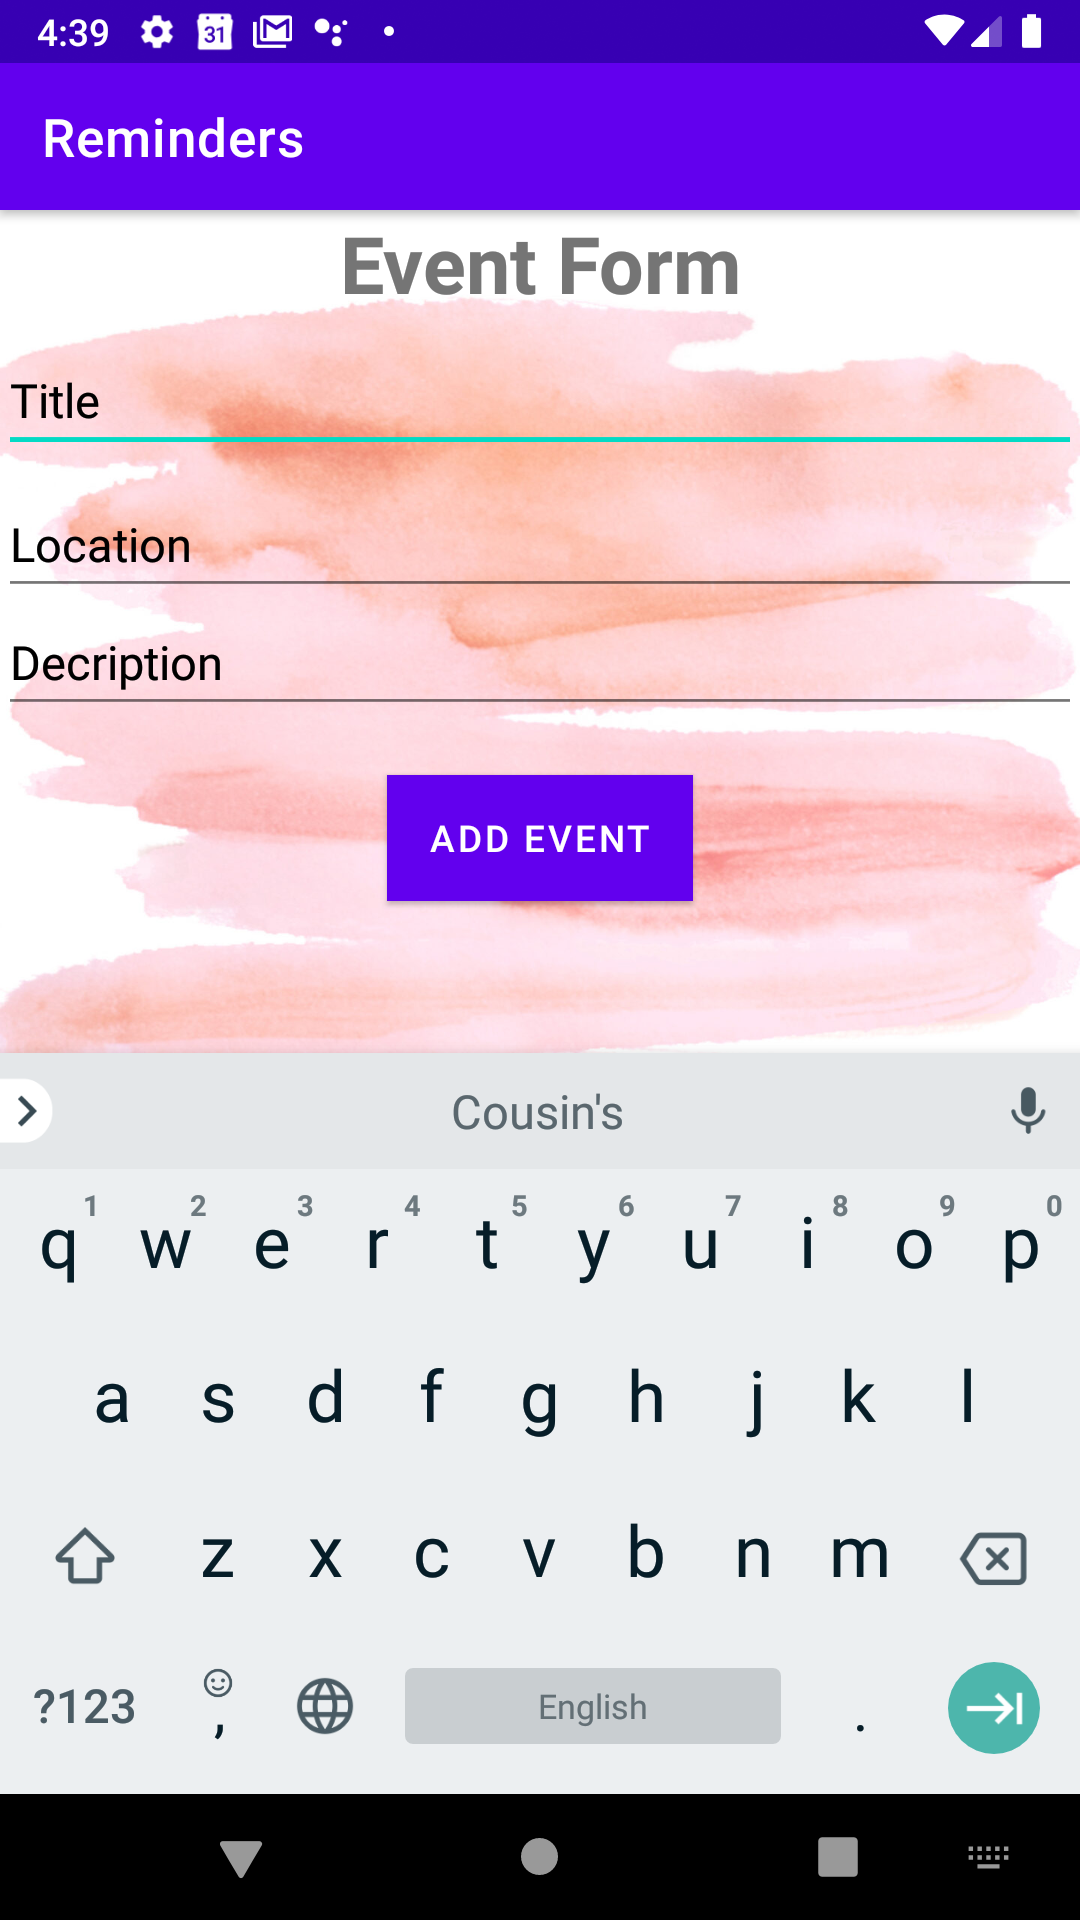 4:39 31
Reminders
Event Form
Title
Location
Decription
ADD EVENT
Cousin's
1 2 3 4 5 6 7 8 9 0
q w e r t y u i o p
a s d f g h j k l
z x c v b n m
?123 , English .